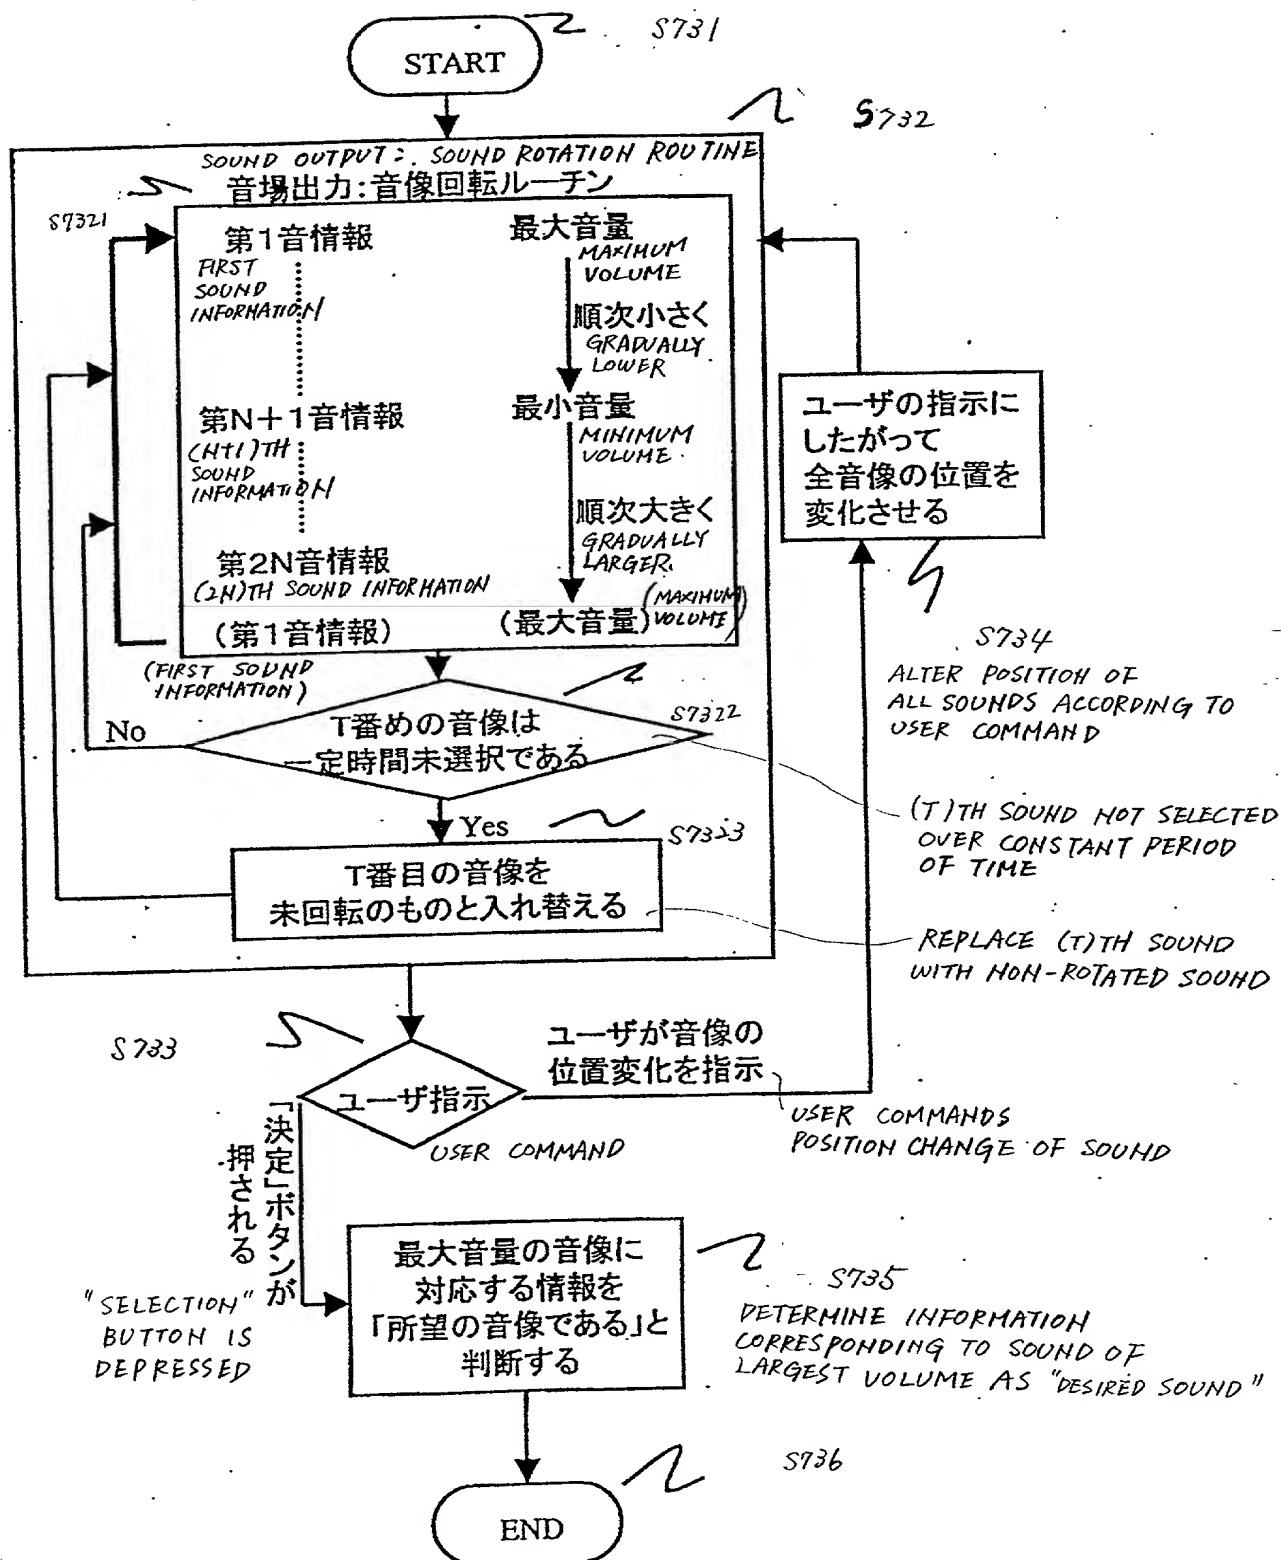 S731
START
S732
SOUND OUTPUT: SOUND ROTATION ROUTINE
音場出力:音像回転ルーチン
S7321
第1音情報
FIRST
SOUND
INFORMATION
最大音量
MAXIMUM
VOLUME
順次小さく
GRADUALLY
LOWER
第N+1音情報
(N+1)TH
SOUND
INFORMATION
最小音量
MINIMUM
VOLUME
順次大きく
GRADUALLY
LARGER
第2N音情報
(2N)TH SOUND INFORMATION
(第1音情報)
(FIRST SOUND
INFORMATION)
(最大音量)
(MAXIMUM
VOLUME)
ユーザの指示に
したがって
全音像の位置を
変化させる
S734
ALTER POSITION OF
ALL SOUNDS ACCORDING TO
USER COMMAND
No
T番めの音像は
一定時間未選択である
S7322
(T)TH SOUND NOT SELECTED
OVER CONSTANT PERIOD
OF TIME
Yes
S7323
T番目の音像を
未回転のものと入れ替える
REPLACE (T)TH SOUND
WITH NON-ROTATED SOUND
S733
ユーザ指示
USER COMMAND
ユーザが音像の
位置変化を指示
USER COMMANDS
POSITION CHANGE OF SOUND
「決定」ボタンが
押される
"SELECTION"
BUTTON IS
DEPRESSED
最大音量の音像に
対応する情報を
「所望の音像である」と
判断する
S735
DETERMINE INFORMATION
CORRESPONDING TO SOUND OF
LARGEST VOLUME AS "DESIRED SOUND"
S736
END